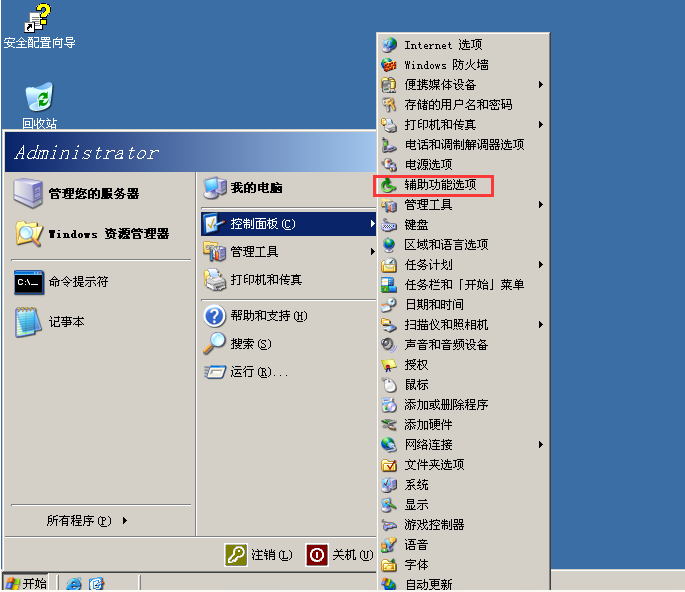 安全配置向导
回收站
Administrator
管理您的服务器
Windows 资源管理器
命令提示符
记事本
所有程序(P)
我的电脑
控制面板(C)
管理工具
打印机和传真
帮助和支持(H)
搜索(S)
运行(R)...
注销(L)
关机(U)
开始
Internet 选项
Windows 防火墙
便携媒体设备
存储的用户名和密码
打印机和传真
电话和调制解调器选项
电源选项
辅助功能选项
管理工具
键盘
区域和语言选项
任务计划
任务栏和「开始」菜单
日期和时间
扫描仪和照相机
声音和音频设备
授权
鼠标
添加或删除程序
添加硬件
网络连接
文件夹选项
系统
显示
游戏控制器
语音
字体
自动更新